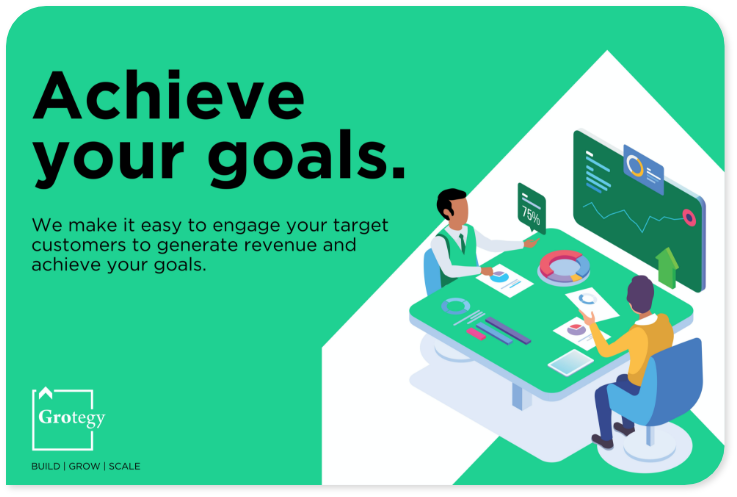 Achieve
your goals.
We make it easy to engage your target
customers to generate revenue and
achieve your goals.
75%
Grotegy
BUILD | GROW | SCALE